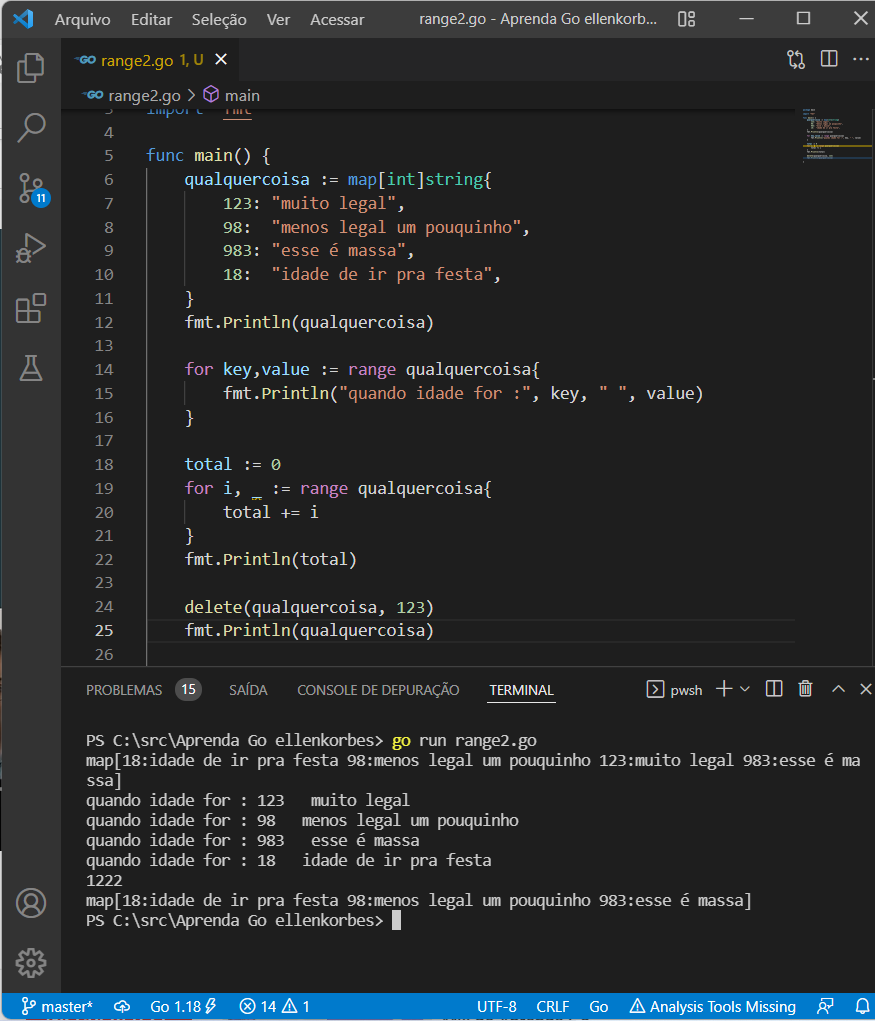 Arquivo Editar Seleção Ver Acessar range2.go - Aprenda Go ellenkorb...
GO range2.go 1, U
GO range2.go > main
3 import "fmt"
4
5 func main() {
6 qualquercoisa := map[int]string{
7 123: "muito legal",
8 98: "menos legal um pouquinho",
9 983: "esse é massa",
10 18: "idade de ir pra festa",
11 }
12 fmt.Println(qualquercoisa)
13
14 for key,value := range qualquercoisa{
15 fmt.Println("quando idade for :", key, " ", value)
16 }
17
18 total := 0
19 for i, _ := range qualquercoisa{
20 total += i
21 }
22 fmt.Println(total)
23
24 delete(qualquercoisa, 123)
25 fmt.Println(qualquercoisa)
26
11
PROBLEMAS 15 SAÍDA CONSOLE DE DEPURAÇÃO TERMINAL pwsh
PS C:\src\Aprenda Go ellenkorbes> go run range2.go
map[18:idade de ir pra festa 98:menos legal um pouquinho 123:muito legal 983:esse é ma
ssa]
quando idade for : 123   muito legal
quando idade for : 98   menos legal um pouquinho
quando idade for : 983   esse é massa
quando idade for : 18   idade de ir pra festa
1222
map[18:idade de ir pra festa 98:menos legal um pouquinho 983:esse é massa]
PS C:\src\Aprenda Go ellenkorbes>
master* Go 1.18 14 1 UTF-8 CRLF Go Analysis Tools Missing